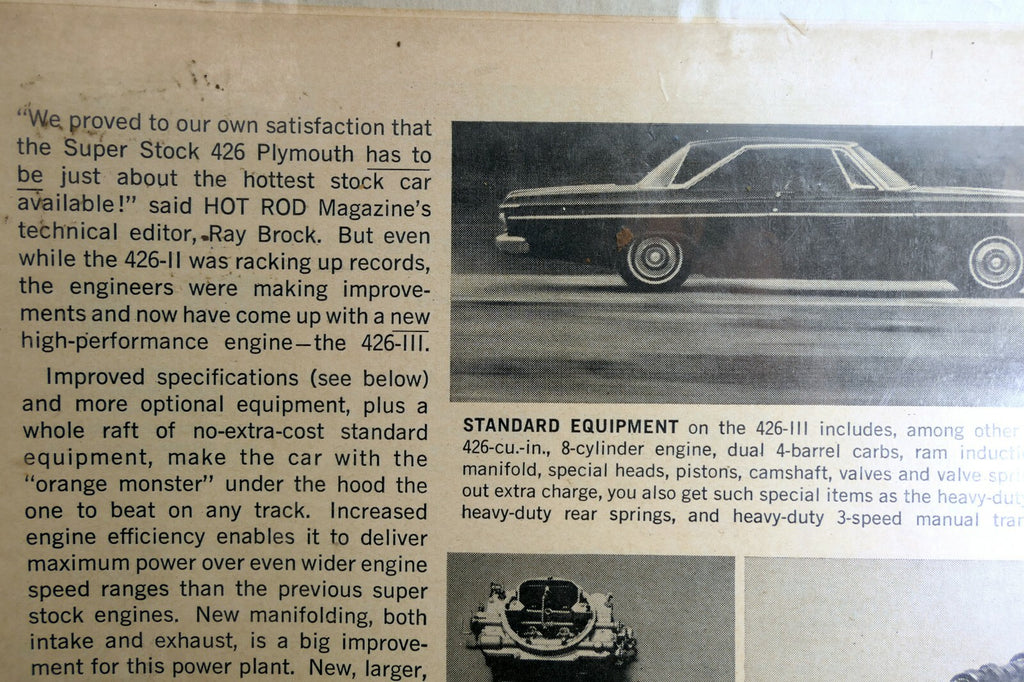 “We proved to our own satisfaction that
the Super Stock 426 Plymouth has to
be just about the hottest stock car
available!” said HOT ROD Magazine’s
technical editor, Ray Brock. But even
while the 426-II was racking up records,
the engineers were making improve-
ments and now have come up with a new
high-performance engine—the 426-III.
Improved specifications (see below)
and more optional equipment, plus a
whole raft of no-extra-cost standard
equipment, make the car with the
“orange monster” under the hood the
one to beat on any track. Increased
engine efficiency enables it to deliver
maximum power over even wider engine
speed ranges than the previous super
stock engines. New manifolding, both
intake and exhaust, is a big improve-
ment for this power plant. New, larger,
STANDARD EQUIPMENT on the 426-III includes, among other
426-cu.-in., 8-cylinder engine, dual 4-barrel carbs, ram inducti
manifold, special heads, pistons, camshaft, valves and valve spri
out extra charge, you also get such special items as the heavy-dut
heavy-duty rear springs, and heavy-duty 3-speed manual tran